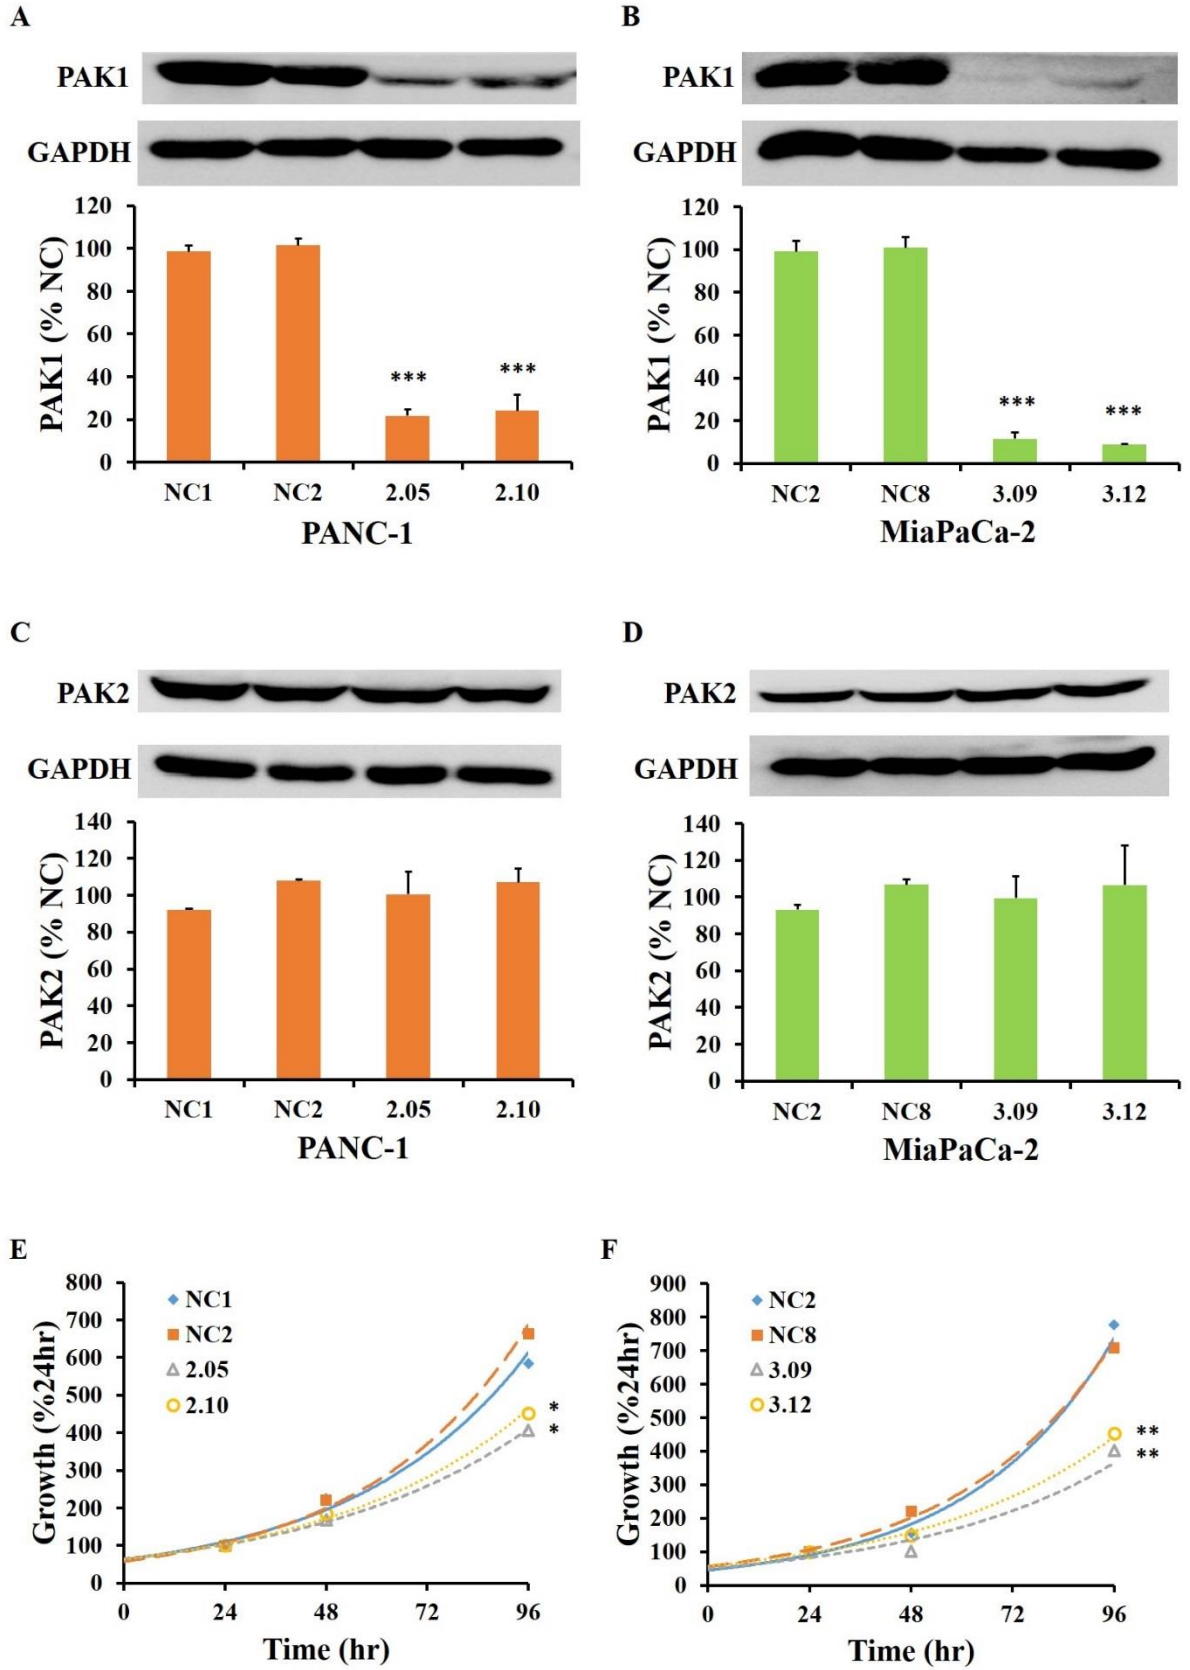 A
PAK1
GAPDH
PAK1 (% NC)
120
100
80
60
40
20
0
***
***
NC1 NC2 2.05 2.10
PANC-1
B
PAK1
GAPDH
PAK1 (% NC)
120
100
80
60
40
20
0
***
***
NC2 NC8 3.09 3.12
MiaPaCa-2
C
PAK2
GAPDH
PAK2 (% NC)
140
120
100
80
60
40
20
0
NC1 NC2 2.05 2.10
PANC-1
D
PAK2
GAPDH
PAK2 (% NC)
140
120
100
80
60
40
20
0
NC2 NC8 3.09 3.12
MiaPaCa-2
E
Growth (%24hr)
800
700
600
500
400
300
200
100
0
NC1
NC2
2.05
2.10
*
*
0 24 48 72 96
Time (hr)
F
Growth (%24hr)
900
800
700
600
500
400
300
200
100
0
NC2
NC8
3.09
3.12
**
**
0 24 48 72 96
Time (hr)